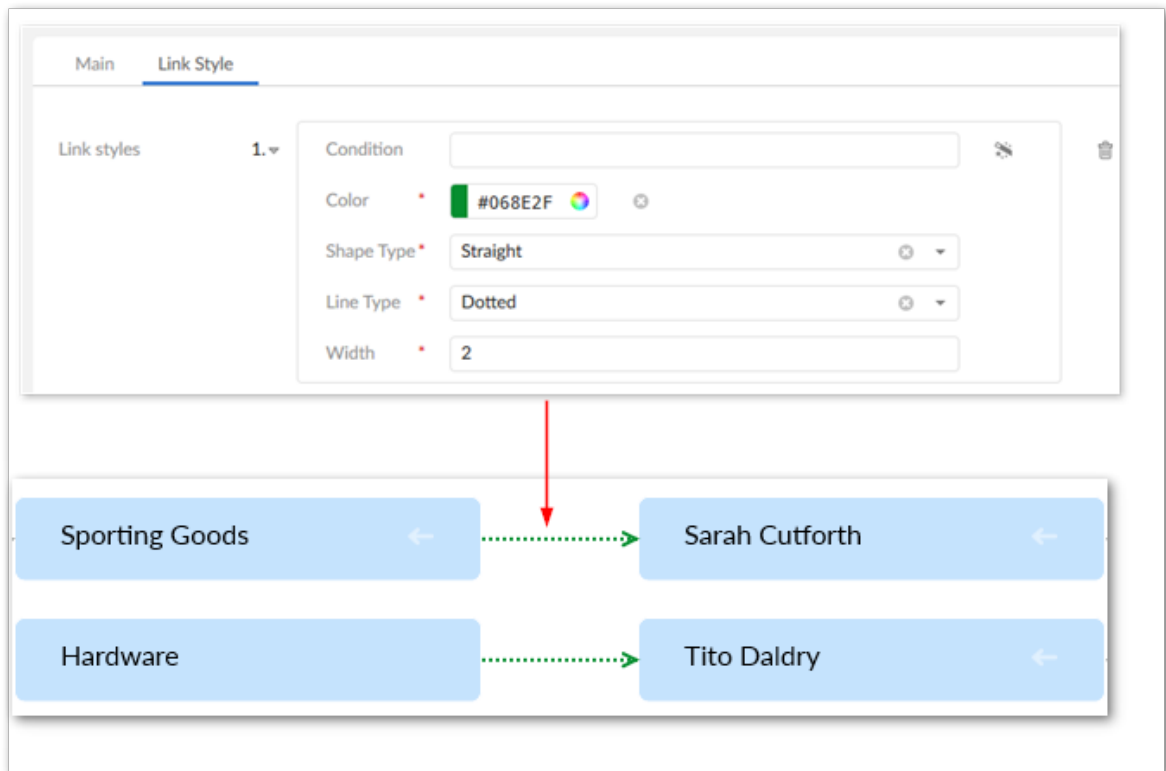 Main Link Style
Link styles 1. Condition
Color * #068E2F
Shape Type * Straight
Line Type * Dotted
Width * 2
Sporting Goods Sarah Cutforth
Hardware Tito Daldry